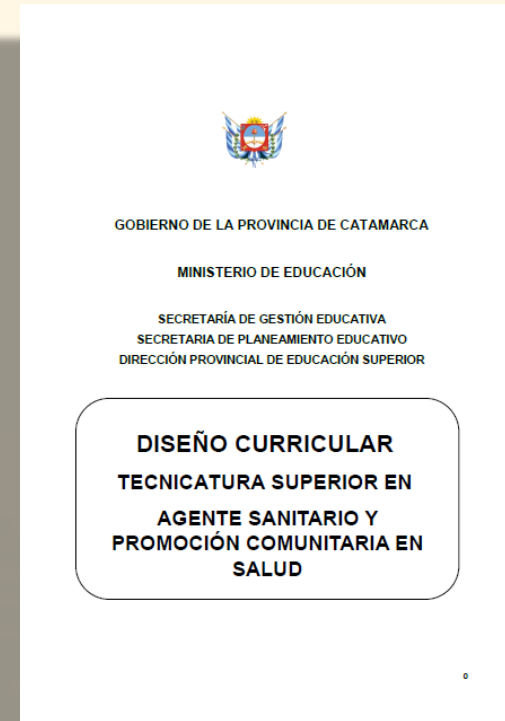 GOBIERNO DE LA PROVINCIA DE CATAMARCA
MINISTERIO DE EDUCACIÓN
SECRETARÍA DE GESTIÓN EDUCATIVA
SECRETARIA DE PLANEAMIENTO EDUCATIVO
DIRECCIÓN PROVINCIAL DE EDUCACIÓN SUPERIOR
DISEÑO CURRICULAR
TECNICATURA SUPERIOR EN
AGENTE SANITARIO Y
PROMOCIÓN COMUNITARIA EN
SALUD
0